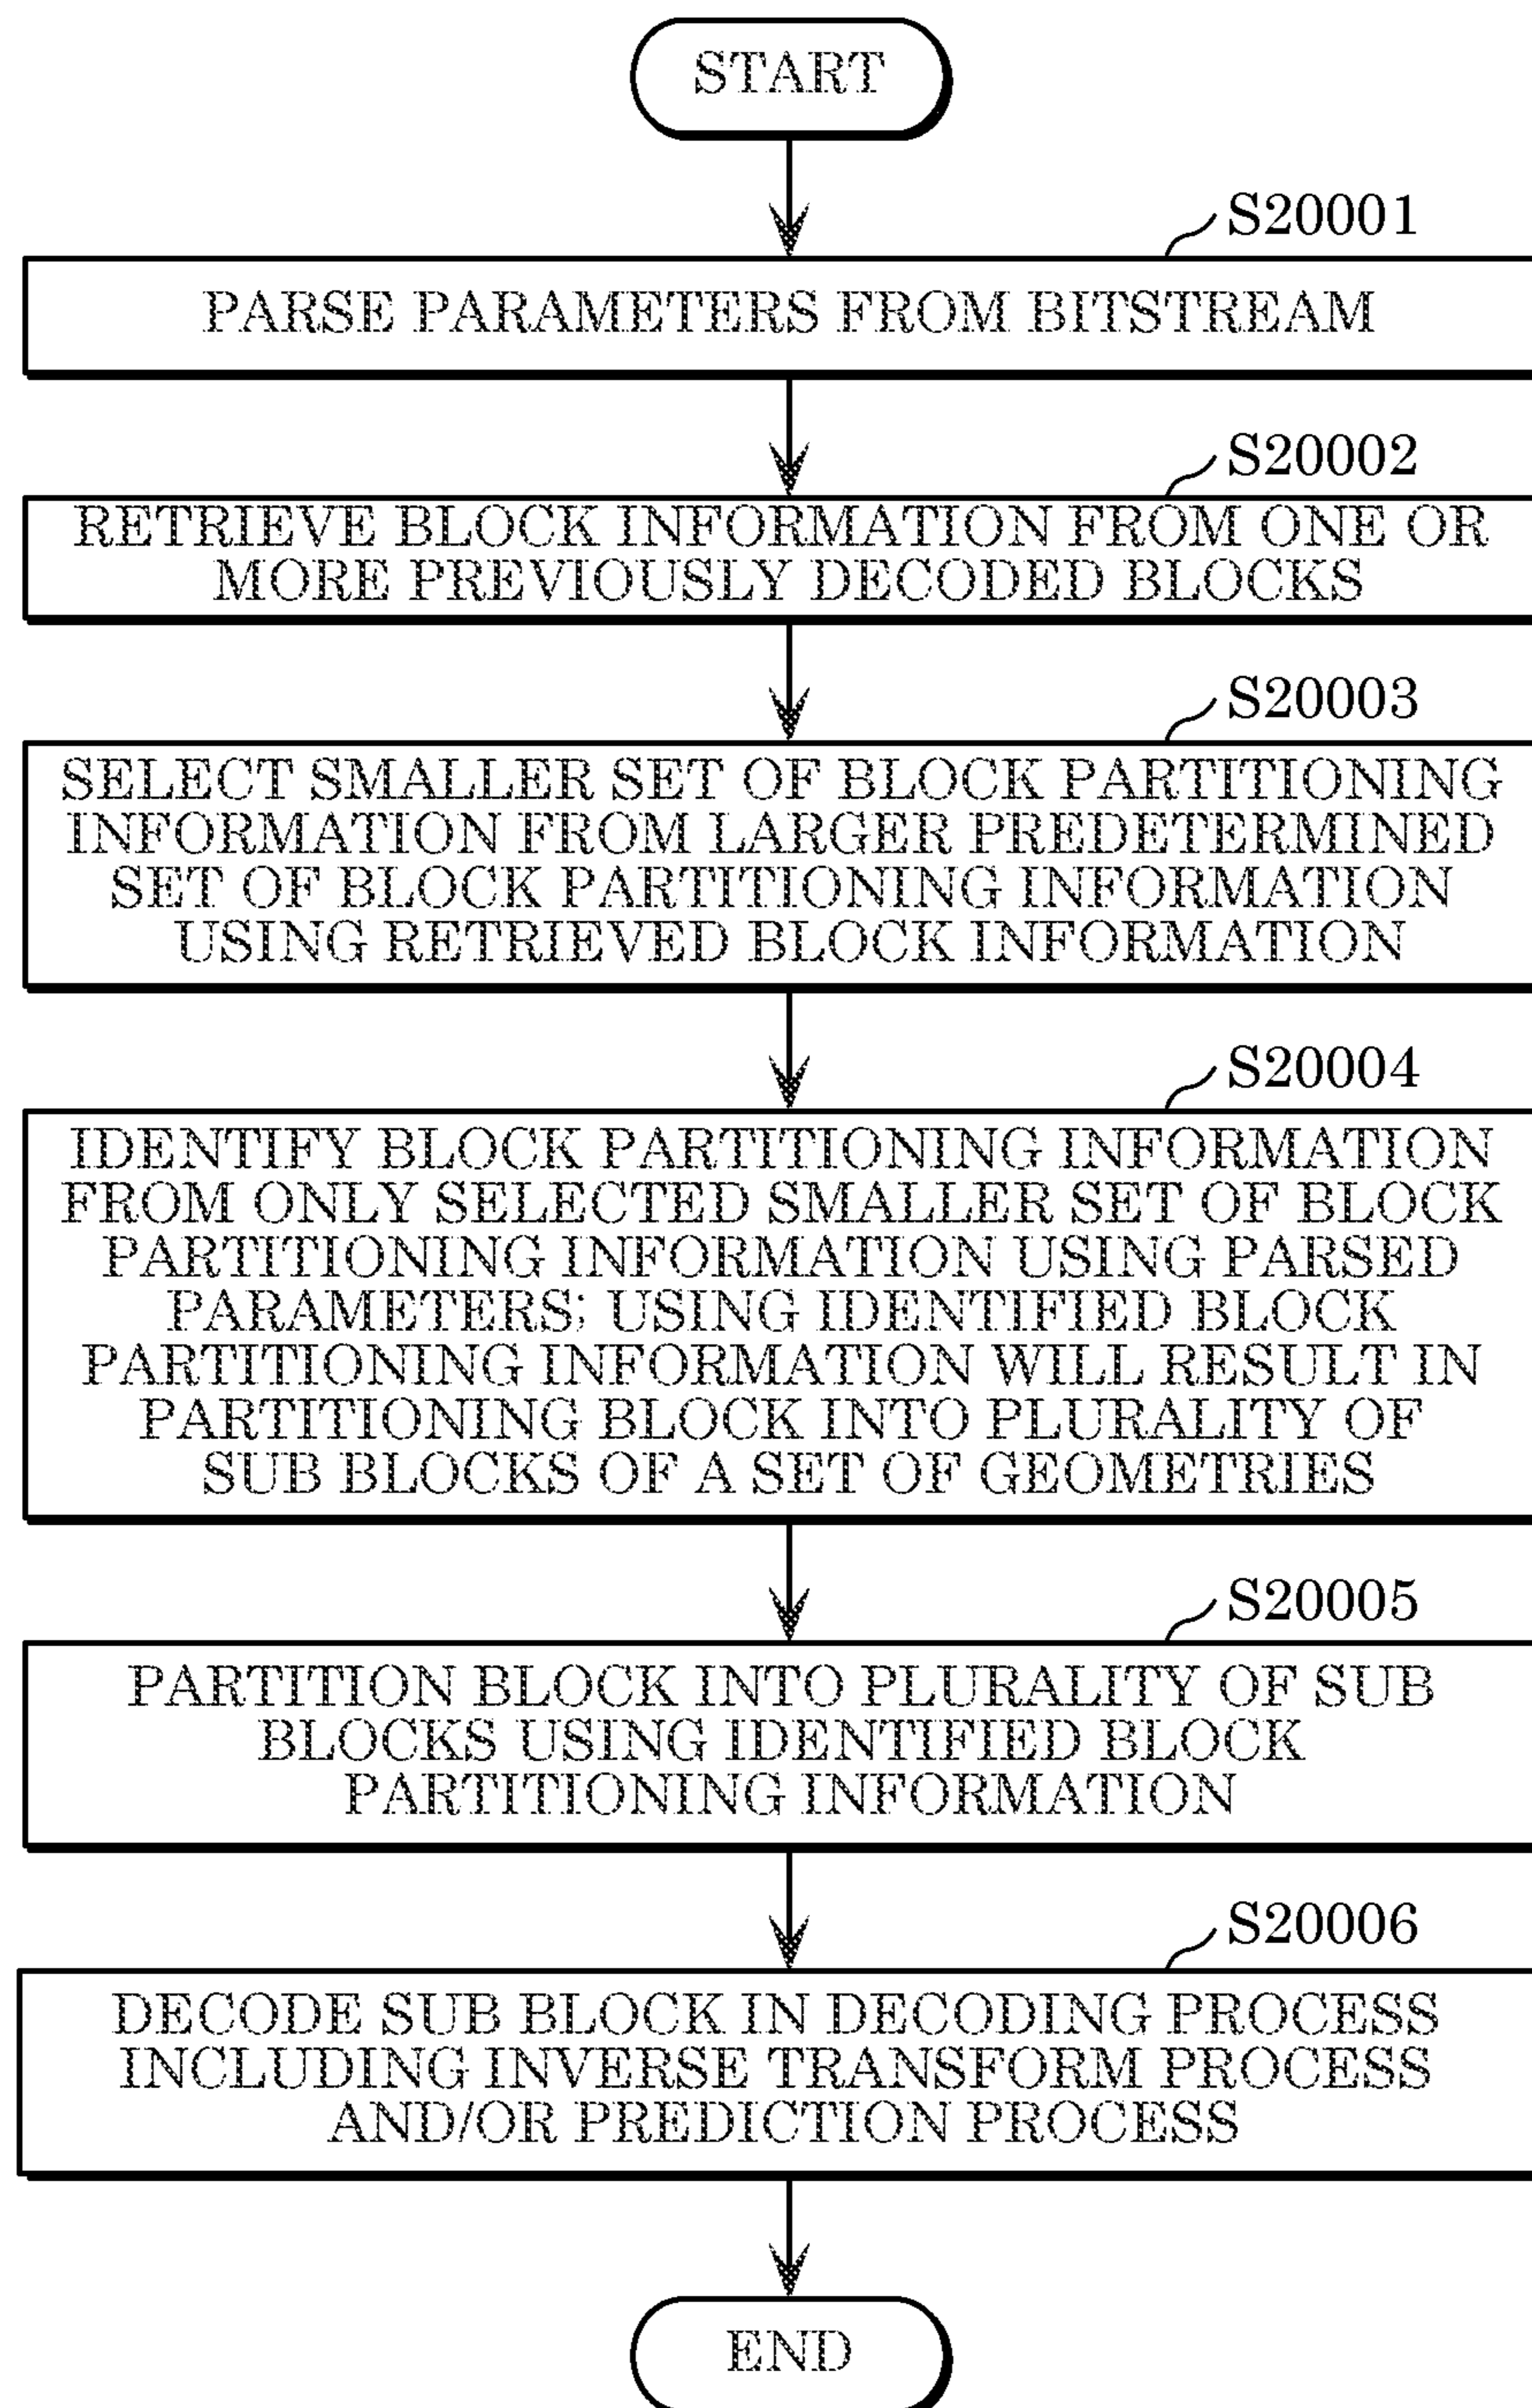 START
S20001
PARSE PARAMETERS FROM BITSTREAM
S20002
RETRIEVE BLOCK INFORMATION FROM ONE OR
MORE PREVIOUSLY DECODED BLOCKS
S20003
SELECT SMALLER SET OF BLOCK PARTITIONING
INFORMATION FROM LARGER PREDETERMINED
SET OF BLOCK PARTITIONING INFORMATION
USING RETRIEVED BLOCK INFORMATION
S20004
IDENTIFY BLOCK PARTITIONING INFORMATION
FROM ONLY SELECTED SMALLER SET OF BLOCK
PARTITIONING INFORMATION USING PARSED
PARAMETERS; USING IDENTIFIED BLOCK
PARTITIONING INFORMATION WILL RESULT IN
PARTITIONING BLOCK INTO PLURALITY OF
SUB BLOCKS OF A SET OF GEOMETRIES
S20005
PARTITION BLOCK INTO PLURALITY OF SUB
BLOCKS USING IDENTIFIED BLOCK
PARTITIONING INFORMATION
S20006
DECODE SUB BLOCK IN DECODING PROCESS
INCLUDING INVERSE TRANSFORM PROCESS
AND/OR PREDICTION PROCESS
END